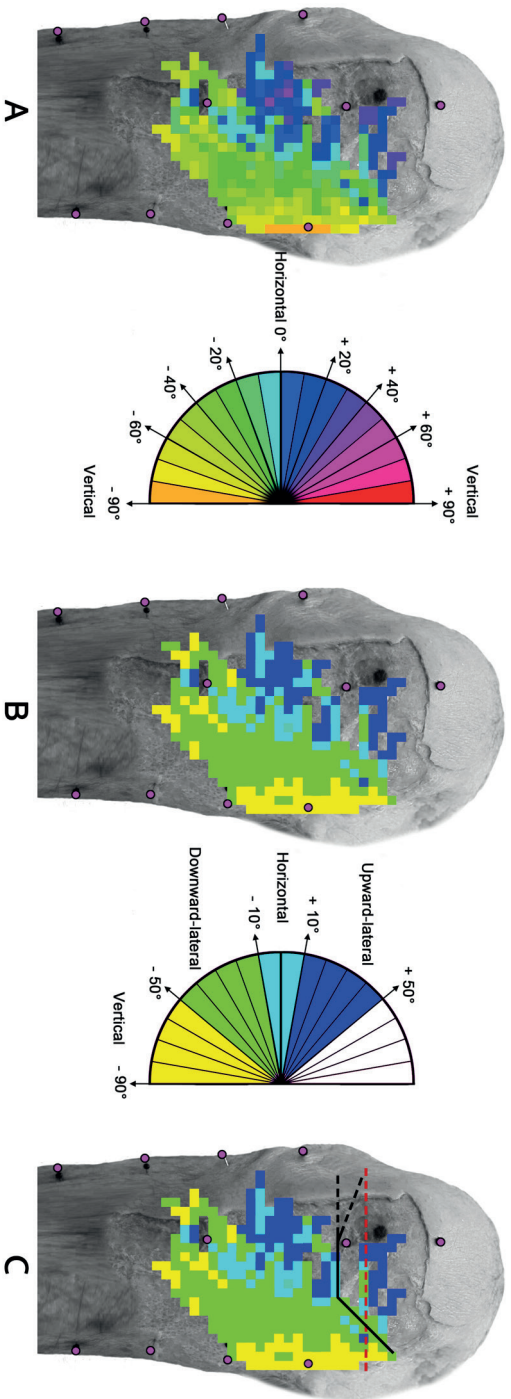 A
Vertical
+ 90°
+ 60°
+ 40°
+ 20°
Horizontal 0°
- 20°
- 40°
- 60°
Vertical
- 90°
B
+ 50°
Upward-lateral
+ 10°
Horizontal
- 10°
Downward-lateral
- 50°
Vertical
- 90°
C